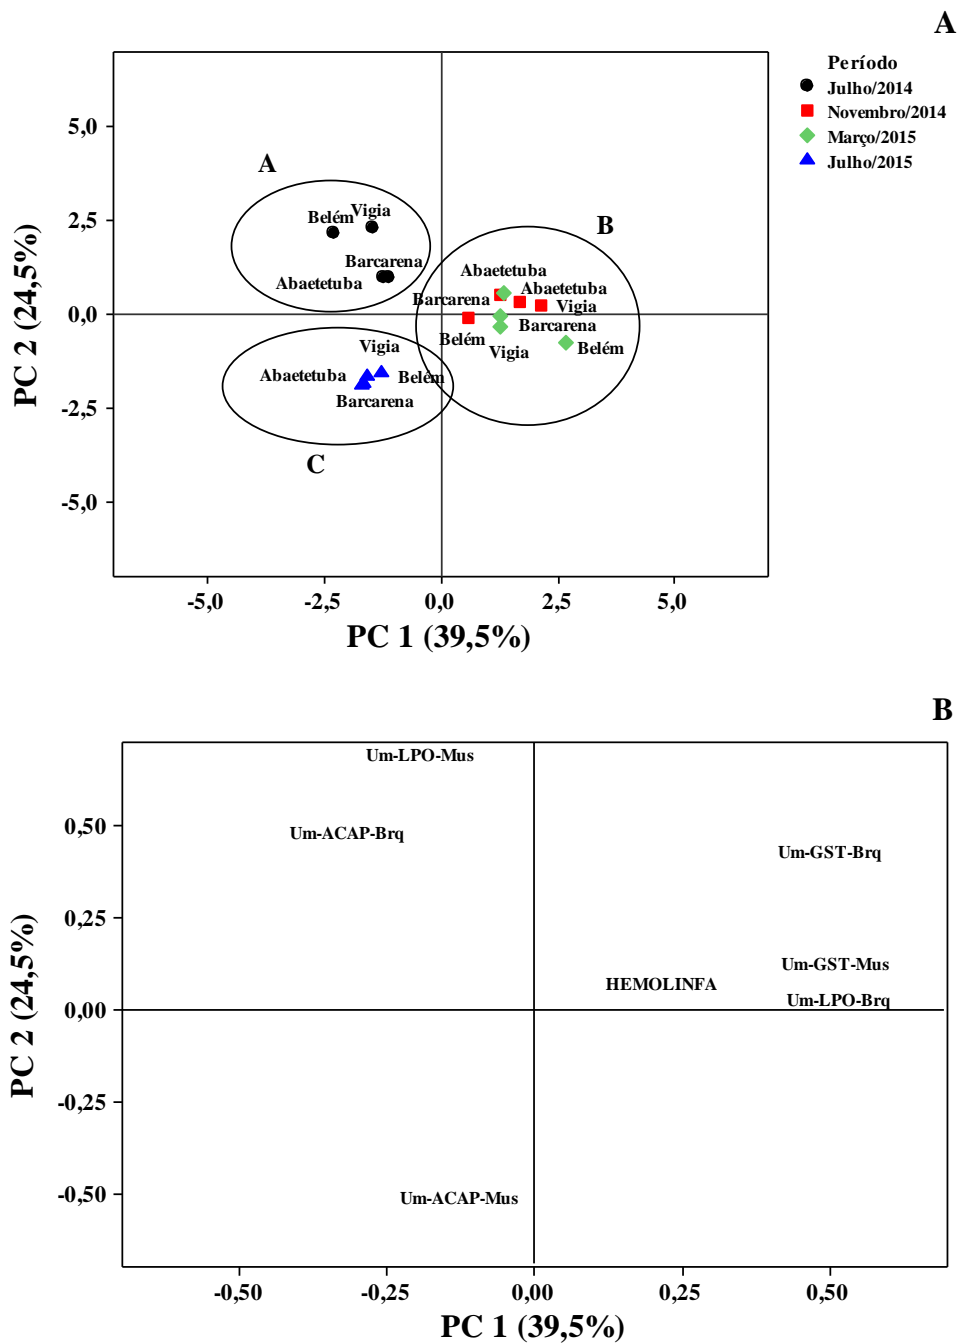 A
Período
Julho/2014
Novembro/2014
Março/2015
Julho/2015
PC 2 (24,5%)
5,0
2,5
0,0
-2,5
-5,0
A
Belém
Vigia
Barcarena
Abaetetuba
B
Abaetetuba
Abaetetuba
Barcarena
Vigia
Barcarena
Belém
Vigia
Belém
Vigia
Abaetetuba
Belém
Barcarena
C
-5,0
-2,5
0,0
2,5
5,0
PC 1 (39,5%)
B
PC 2 (24,5%)
0,50
0,25
0,00
-0,25
-0,50
Um-LPO-Mus
Um-ACAP-Brq
Um-GST-Brq
Um-GST-Mus
HEMOLINFA
Um-LPO-Brq
Um-ACAP-Mus
-0,50
-0,25
0,00
0,25
0,50
PC 1 (39,5%)